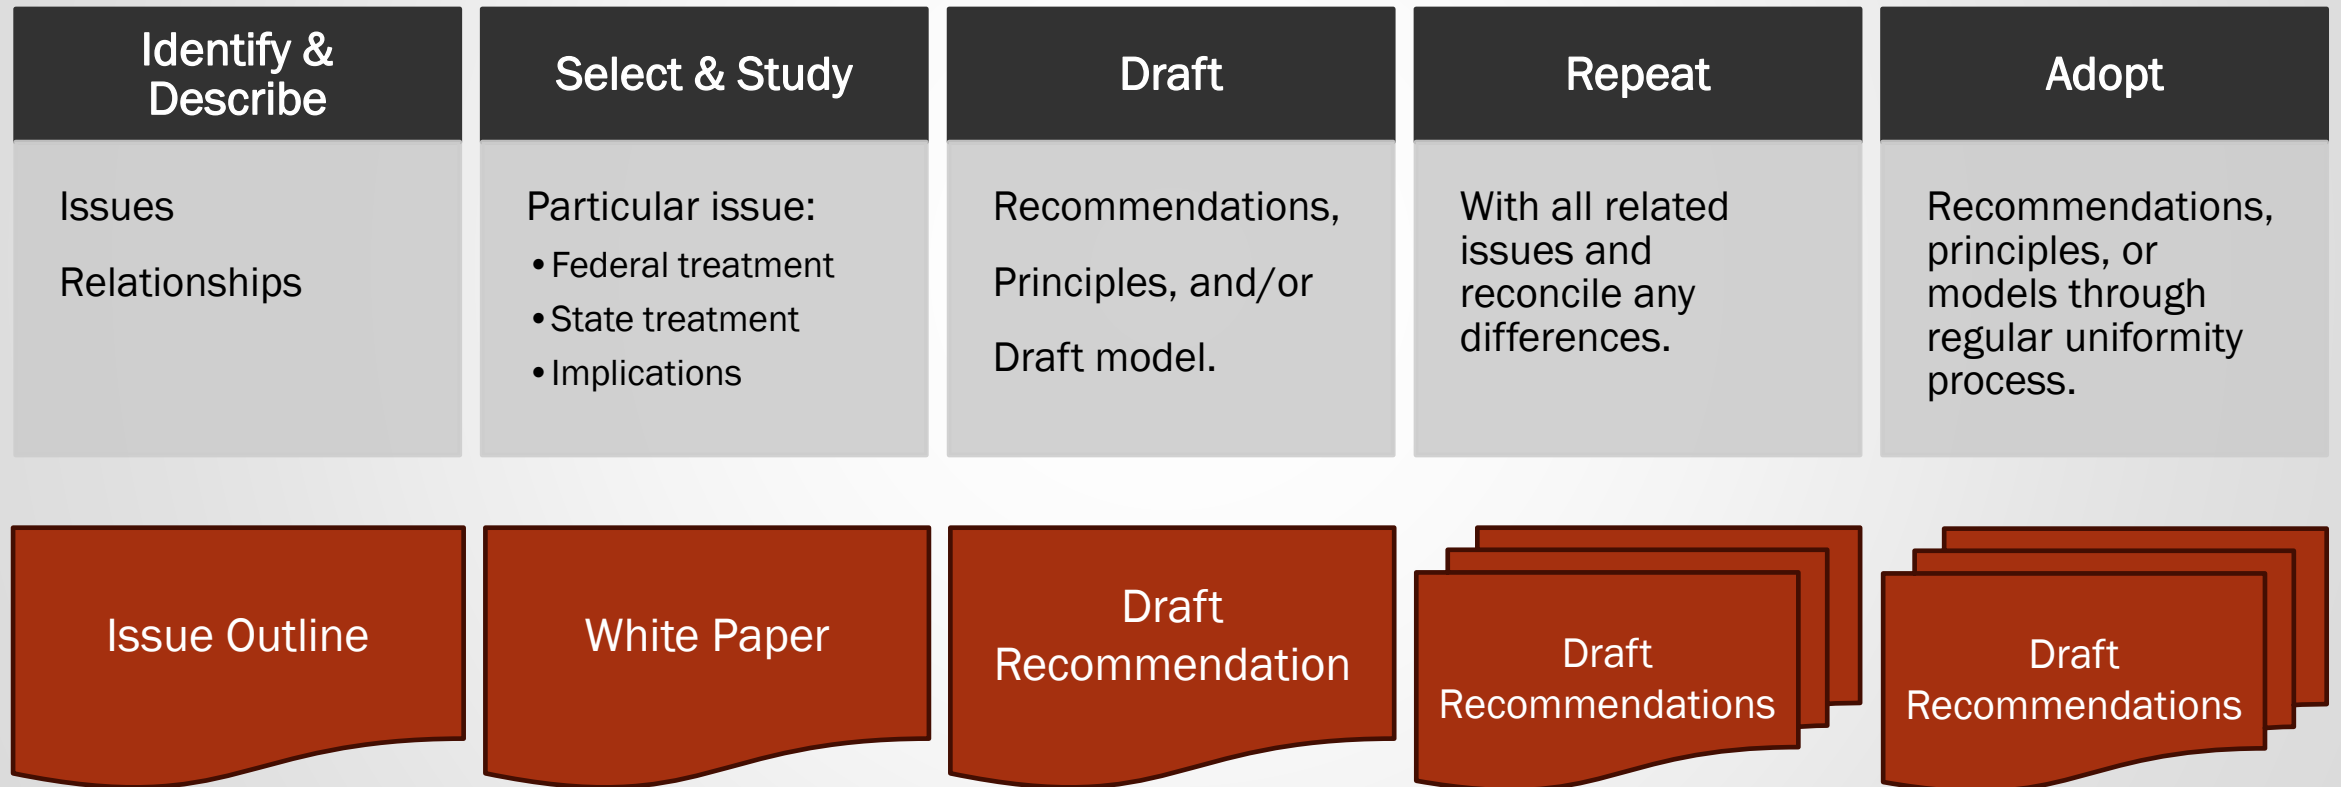 Identify &
Describe
Issues
Relationships
Select & Study
Particular issue:
•Federal treatment
•State treatment
•Implications
Draft
Recommendations,
Principles, and/or
Draft model.
Repeat
With all related
issues and
reconcile any
differences.
Adopt
Recommendations,
principles, or
models through
regular uniformity
process.
Issue Outline
White Paper
Draft
Recommendation
Draft
Recommendations
Draft
Recommendations